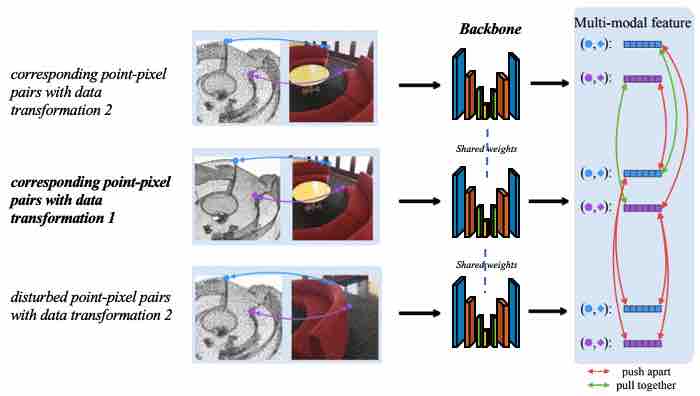 Backbone
Multi-modal feature
corresponding point-pixel
pairs with data
transformation 2
(●,◆):
(●,◆):
Shared weights
corresponding point-pixel
pairs with data
transformation 1
(●,◆):
(●,◆):
Shared weights
disturbed point-pixel pairs
with data transformation 2
(●,◆):
(●,◆):
push apart
pull together